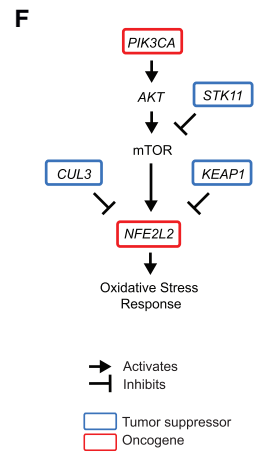 F
PIK3CA
AKT
STK11
mTOR
CUL3
KEAP1
NFE2L2
Oxidative Stress
Response
Activates
Inhibits
Tumor suppressor
Oncogene